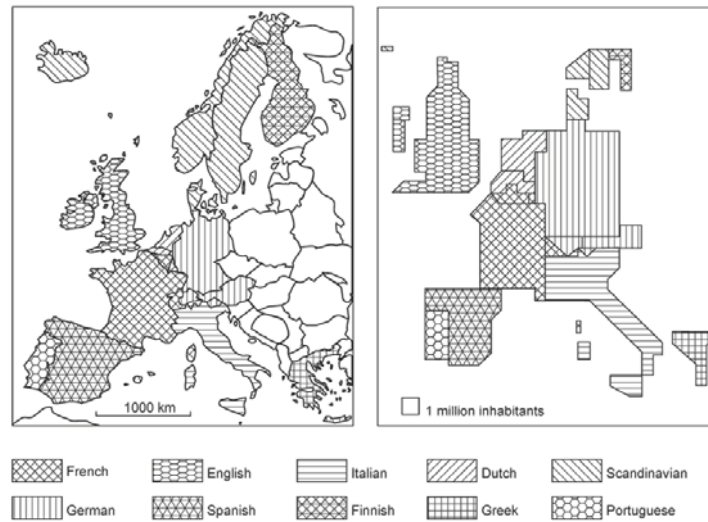 1000 km
1 million inhabitants
French English Italian Dutch Scandinavian
German Spanish Finnish Greek Portuguese